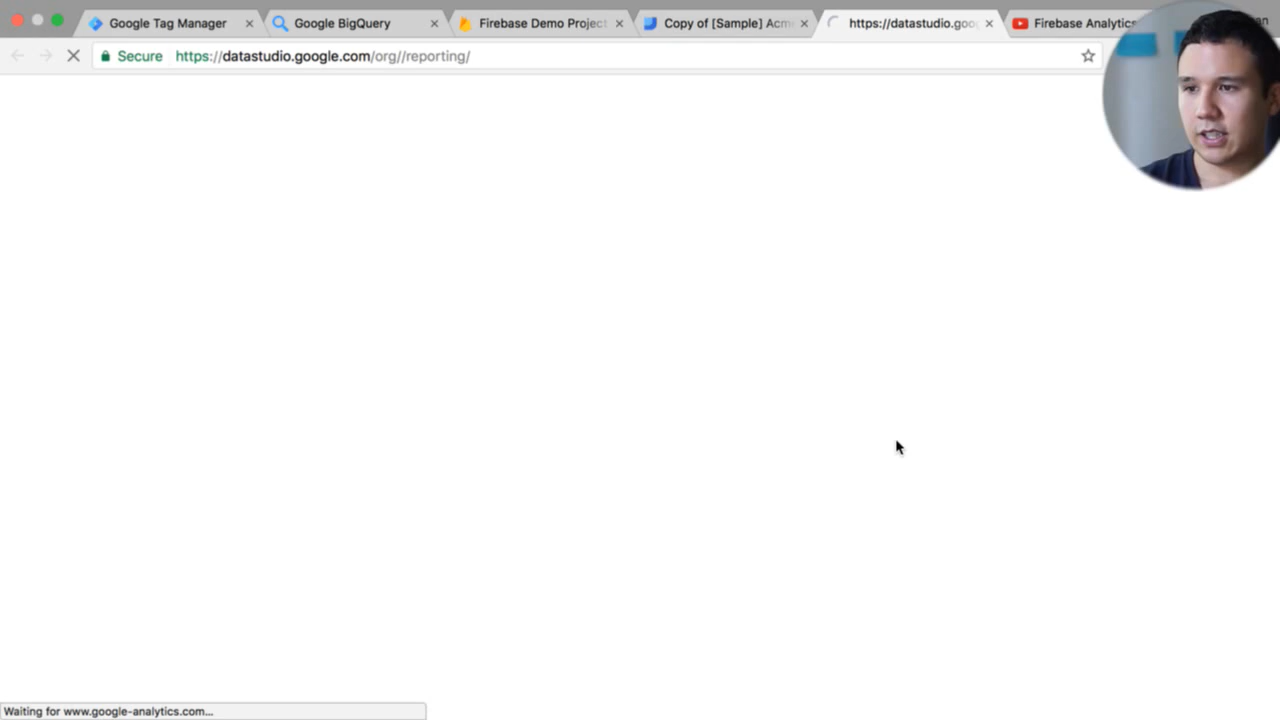 Google Tag Manager
Google BigQuery
Firebase Demo Project
Copy of [Sample] Acm
https://datastudio.goo
Firebase Analytics
Secure https://datastudio.google.com/org//reporting/
Waiting for www.google-analytics.com...